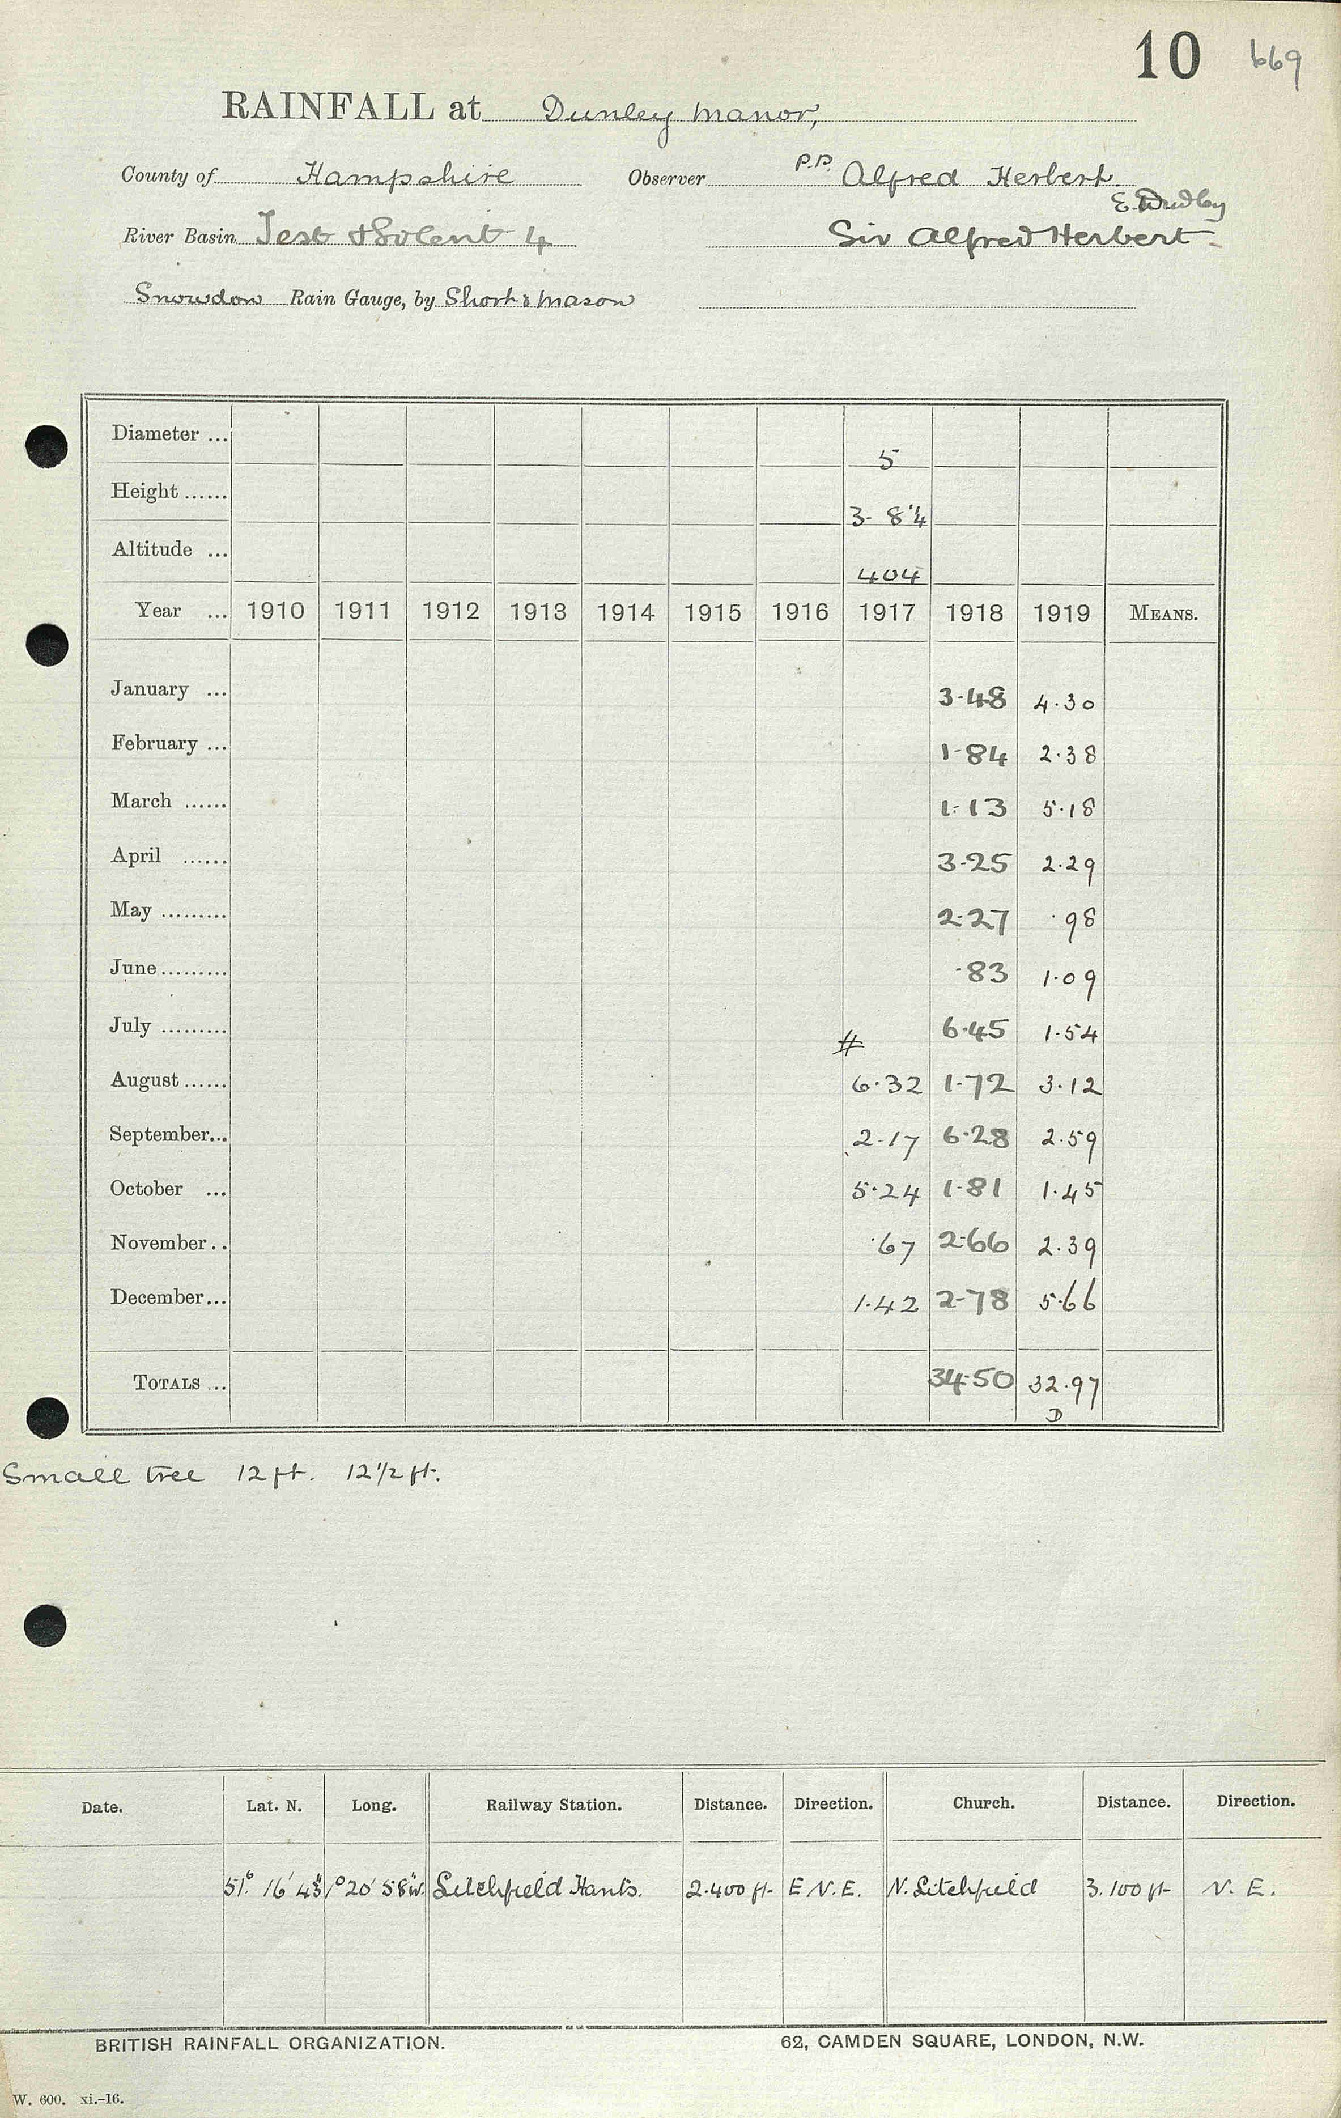 10 669
RAINFALL at Dunley Manor,
County of Hampshire Observer p.p. Alfred Herbert
E. Dudley
River Basin Test & Solent 4 Sir Alfred Herbert
Snowdon Rain Gauge, by Short & Mason
Diameter ... 5
Height ...... 3- 8¼
Altitude ... 404
Year ... 1910 1911 1912 1913 1914 1915 1916 1917 1918 1919 MEANS.
January ... 3.48 4.30
February ... 1.84 2.38
March ...... 1.13 5.18
April ...... 3.25 2.29
May ......... 2.27 .98
June ......... .83 1.09
July ......... # 6.45 1.54
August ...... 6.32 1.72 3.12
September... 2.17 6.28 2.59
October ... 5.24 1.81 1.45
November .. .67 2.66 2.39
December... 1.42 2.78 5.66
TOTALS ... 34.50 32.97
D
Small tree 12 ft. 12 1/2 ft.
Date. Lat. N. Long. Railway Station. Distance. Direction. Church. Distance. Direction.
51° 16' 1° 20' 58" W. Litchfield Hants. 2.400 ft E N. E. N. Litchfield 3.100 ft N. E.
BRITISH RAINFALL ORGANIZATION. 62, CAMDEN SQUARE, LONDON, N.W.
W. 600. xi.-16.